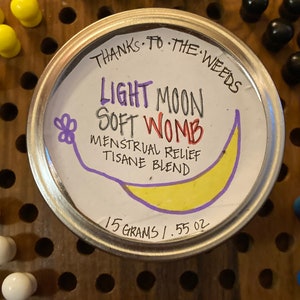 THANKS·TO·THE·WEEDS
LIGHT MOON
SOFT WOMB
MENSTRUAL RELIEF
TISANE BLEND
15 GRAMS / .55 OZ